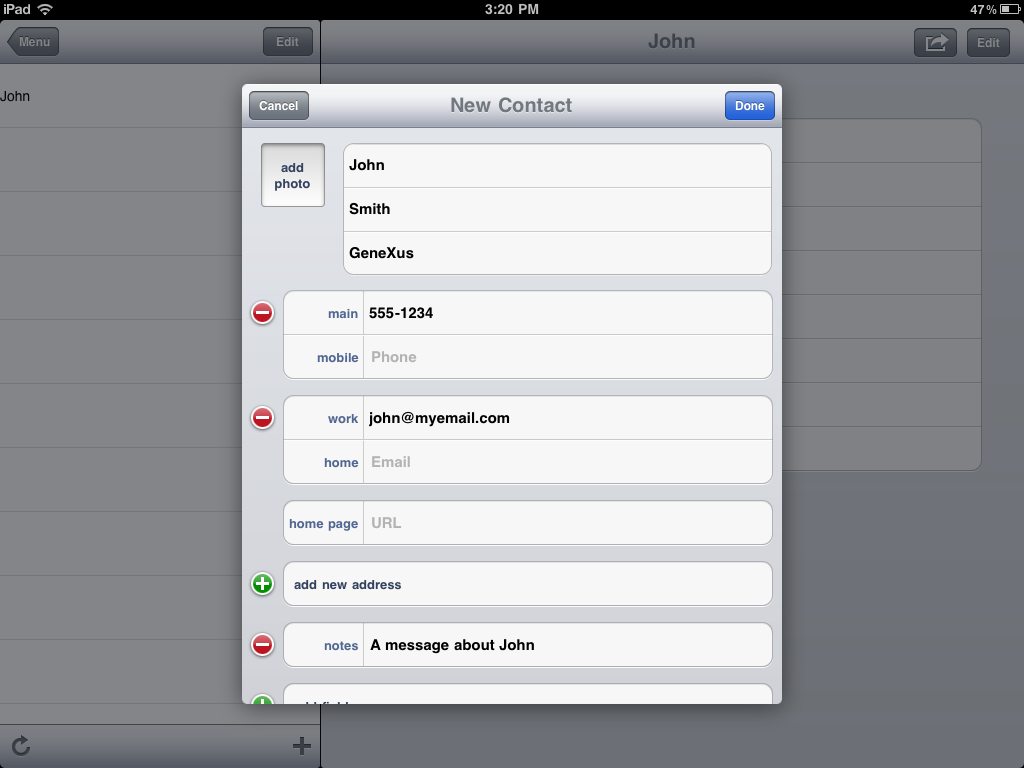 iPad 3:20 PM 47%
Menu Edit John Edit
John
Cancel New Contact Done
add
photo
John
Smith
GeneXus
main 555-1234
mobile Phone
work john@myemail.com
home Email
home page URL
add new address
notes A message about John